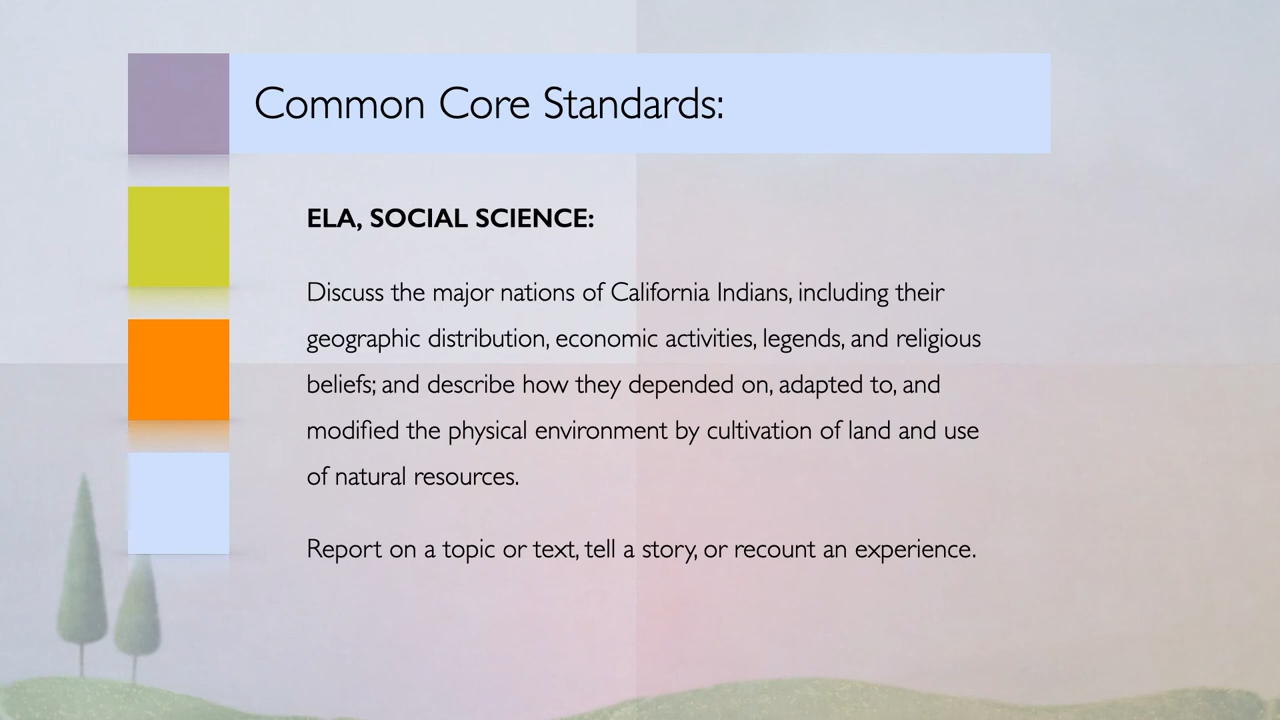 Common Core Standards:
ELA, SOCIAL SCIENCE:
Discuss the major nations of California Indians, including their
geographic distribution, economic activities, legends, and religious
beliefs; and describe how they depended on, adapted to, and
modified the physical environment by cultivation of land and use
of natural resources.
Report on a topic or text, tell a story, or recount an experience.